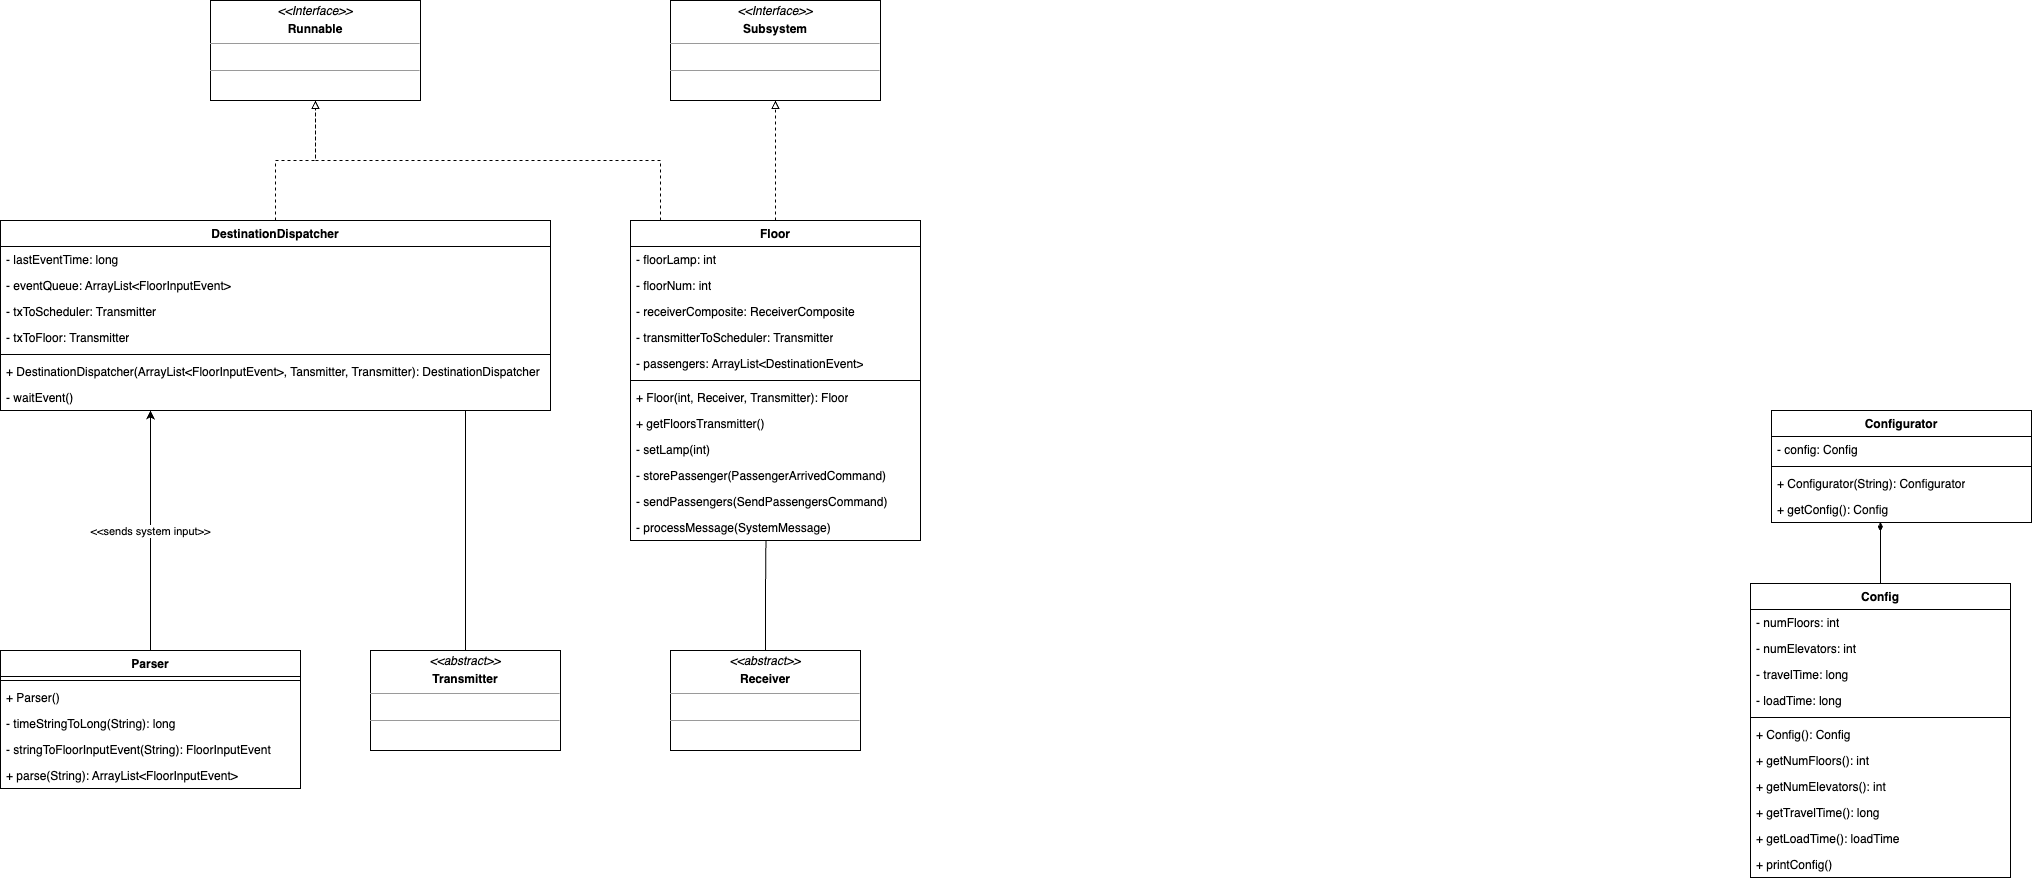 <<Interface>>
Runnable
<<Interface>>
Subsystem
DestinationDispatcher
- lastEventTime: long
- eventQueue: ArrayList<FloorInputEvent>
- txToScheduler: Transmitter
- txToFloor: Transmitter
+ DestinationDispatcher(ArrayList<FloorInputEvent>, Tansmitter, Transmitter): DestinationDispatcher
- waitEvent()
Floor
- floorLamp: int
- floorNum: int
- receiverComposite: ReceiverComposite
- transmitterToScheduler: Transmitter
- passengers: ArrayList<DestinationEvent>
+ Floor(int, Receiver, Transmitter): Floor
+ getFloorsTransmitter()
- setLamp(int)
- storePassenger(PassengerArrivedCommand)
- sendPassengers(SendPassengersCommand)
- processMessage(SystemMessage)
Configurator
- config: Config
+ Configurator(String): Configurator
+ getConfig(): Config
<<sends system input>>
Parser
+ Parser()
- timeStringToLong(String): long
- stringToFloorInputEvent(String): FloorInputEvent
+ parse(String): ArrayList<FloorInputEvent>
<<abstract>>
Transmitter
<<abstract>>
Receiver
Config
- numFloors: int
- numElevators: int
- travelTime: long
- loadTime: long
+ Config(): Config
+ getNumFloors(): int
+ getNumElevators(): int
+ getTravelTime(): long
+ getLoadTime(): loadTime
+ printConfig()